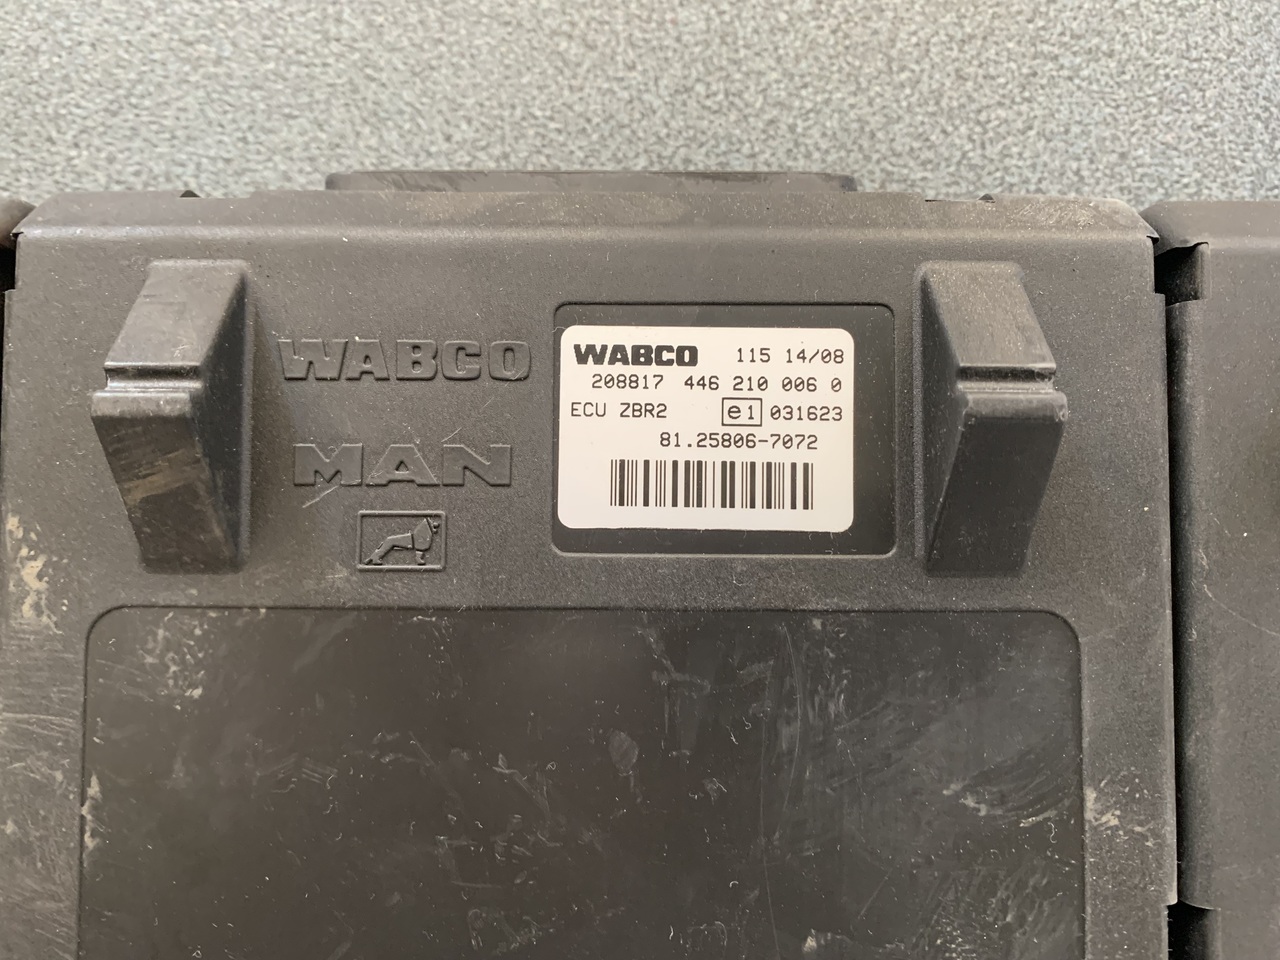 WABCO
MAN
WABCO 115 14/08
208817 446 210 006 0
ECU ZBR2 e1 031623
81.25806-7072